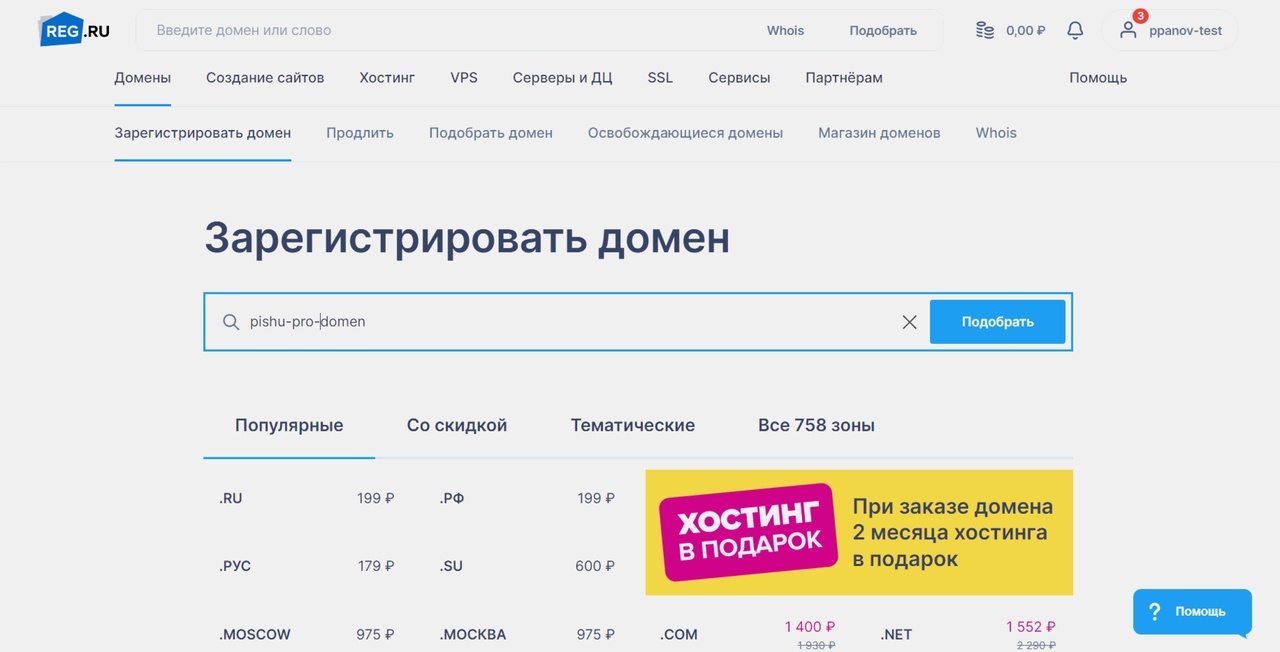 REG.RU
Введите домен или слово
Whois
Подобрать
0,00 ₽
3
ppanov-test
Домены
Создание сайтов
Хостинг
VPS
Серверы и ДЦ
SSL
Сервисы
Партнёрам
Помощь
Зарегистрировать домен
Продлить
Подобрать домен
Освобождающиеся домены
Магазин доменов
Whois
Зарегистрировать домен
pishu-pro-domen
Подобрать
Популярные
Со скидкой
Тематические
Все 758 зоны
.RU 199 ₽
.РФ 199 ₽
ХОСТИНГ
В ПОДАРОК
При заказе домена
2 месяца хостинга
в подарок
.РУС 179 ₽
.SU 600 ₽
.MOSCOW 975 ₽
.МОСКВА 975 ₽
.COM 1 400 ₽
1 930 ₽
.NET 1 552 ₽
2 290 ₽
? Помощь